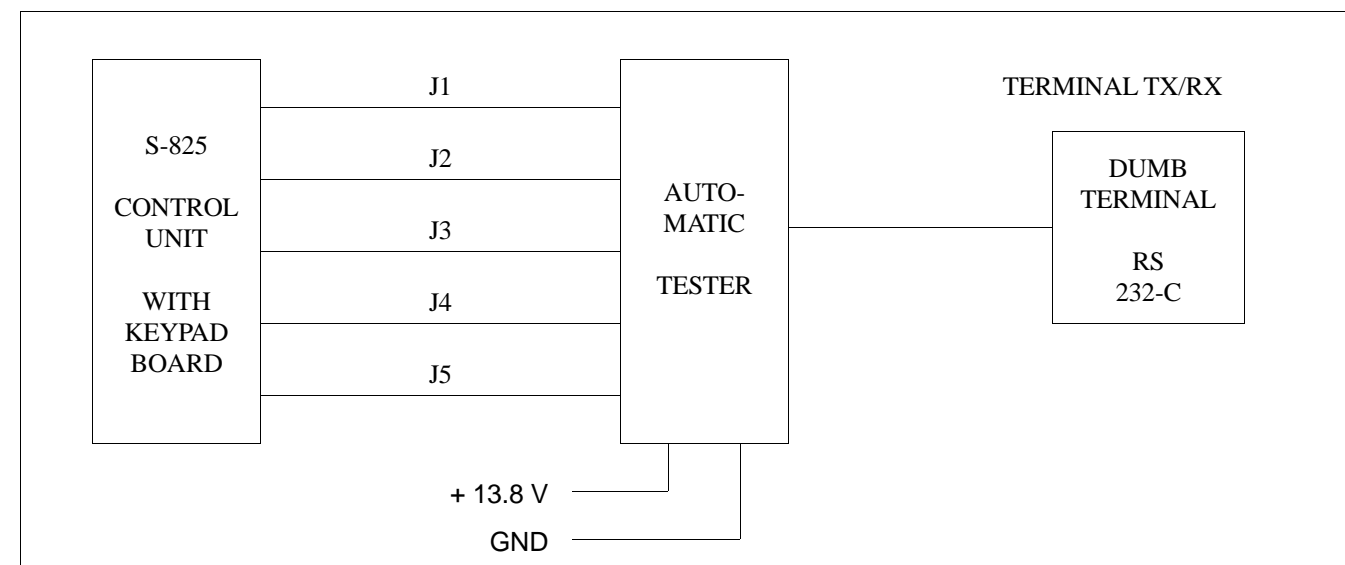 S-825
CONTROL
UNIT
WITH
KEYPAD
BOARD
J1
J2
J3
J4
J5
AUTO-
MATIC
TESTER
TERMINAL TX/RX
DUMB
TERMINAL
RS
232-C
+ 13.8 V
GND